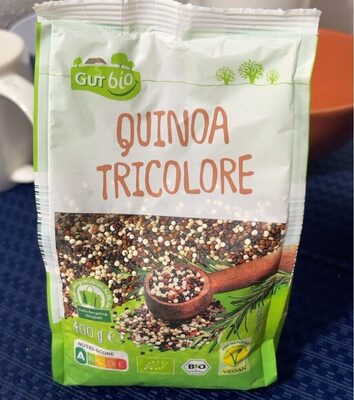 GUT bio
QUINOA
TRICOLORE
400 g e
NUTRI-SCORE
A B C D E
BIO
VEGAN